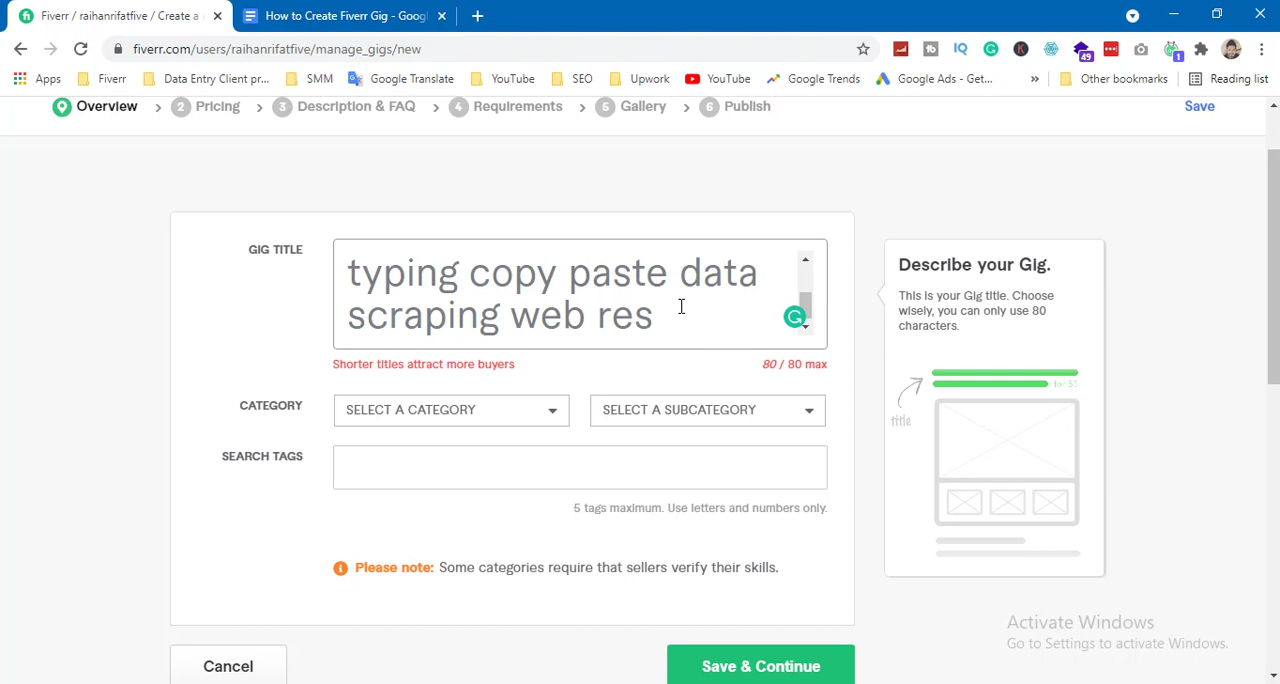 Fiverr / raihanrifatfive / Create a
How to Create Fiverr Gig - Goog
fiverr.com/users/raihanrifatfive/manage_gigs/new
49
1
Apps
Fiverr
Data Entry Client pr...
SMM
Google Translate
YouTube
SEO
Upwork
YouTube
Google Trends
Google Ads - Get...
»
Other bookmarks
Reading list
Overview > 2 Pricing > 3 Description & FAQ > 4 Requirements > 5 Gallery > 6 Publish
Save
GIG TITLE
typing copy paste data
scraping web res
Shorter titles attract more buyers
80 / 80 max
CATEGORY
SELECT A CATEGORY
SELECT A SUBCATEGORY
SEARCH TAGS
5 tags maximum. Use letters and numbers only.
Please note: Some categories require that sellers verify their skills.
Cancel
Save & Continue
Describe your Gig.
This is your Gig title. Choose
wisely, you can only use 80
characters.
for $5
title
Activate Windows
Go to Settings to activate Windows.